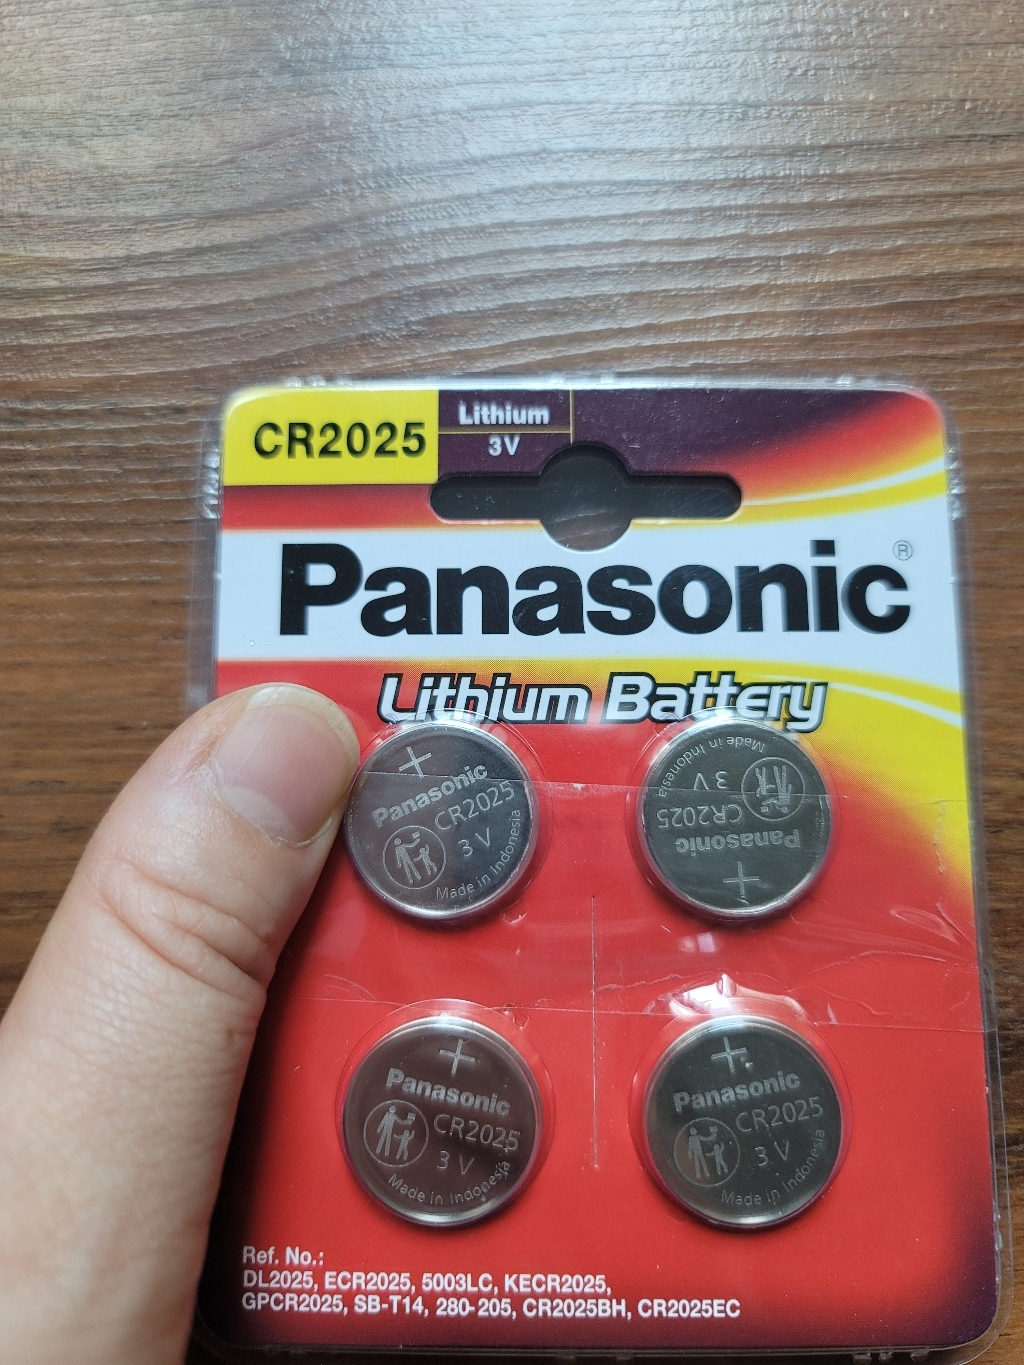 CR2025
Lithium
3V
Panasonic®
Lithium Battery
+
Panasonic
CR2025
3 V
Made in Indonesia
+
Panasonic
CR2025
3 V
Made in Indonesia
+
Panasonic
CR2025
3 V
Made in Indonesia
+
Panasonic
CR2025
3 V
Made in Indonesia
Ref. No.:
DL2025, ECR2025, 5003LC, KECR2025,
GPCR2025, SB-T14, 280-205, CR2025BH, CR2025EC